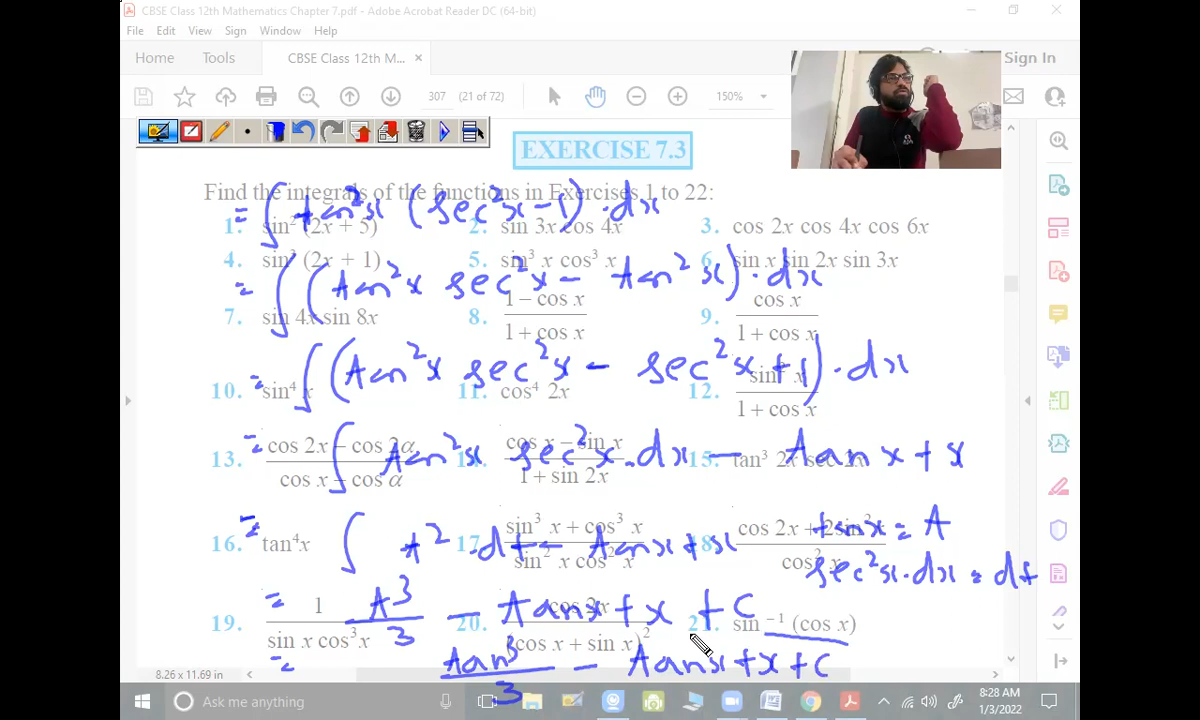 CBSE Class 12th Mathematics Chapter 7.pdf - Adobe Acrobat Reader DC (64-bit)
File Edit View Sign Window Help
Home Tools CBSE Class 12th M... × Sign In
307 (21 of 72) 150%
EXERCISE 7.3
Find the integrals of the functions in Exercises 1 to 22:
= ∫ tan²x (sec²x - 1) · dx
1. sin² (2x + 5) 2. sin 3x cos 4x 3. cos 2x cos 4x cos 6x
4. sin³ (2x + 1) 5. sin³ x cos³ x 6. sin x sin 2x sin 3x
= ∫ (tan²x sec²x - tan²x) · dx
7. sin 4x sin 8x 8. (1 - cos x)/(1 + cos x) 9. cos x/(1 + cos x)
= ∫ (tan²x sec²x - sec²x + 1) · dx
10. sin⁴ x 11. cos⁴ 2x 12. sin² x/(1 + cos x)
13. (cos 2x - cos 2α)/(cos x - cos α) 14. (cos x - sin x)/(1 + sin 2x) 15. tan³ 2x sec 2x
= ∫ tan²x sec²x . dx - tanx + x
16. tan⁴x 17. (sin³ x + cos³ x)/(sin² x cos² x) 18. (cos 2x + 2sin² x)/cos² x
tanx = t
= ∫ t² · dt - tanx + x
sec²x · dx = dt
= t³/3 - tanx + x + c
19. 1/(sin x cos³ x) 20. cos 2x/(cos x + sin x)² 21. sin ⁻¹ (cos x)
= tan³/3 - tanx + x + c
8.26 x 11.69 in
Ask me anything
8:28 AM
1/3/2022